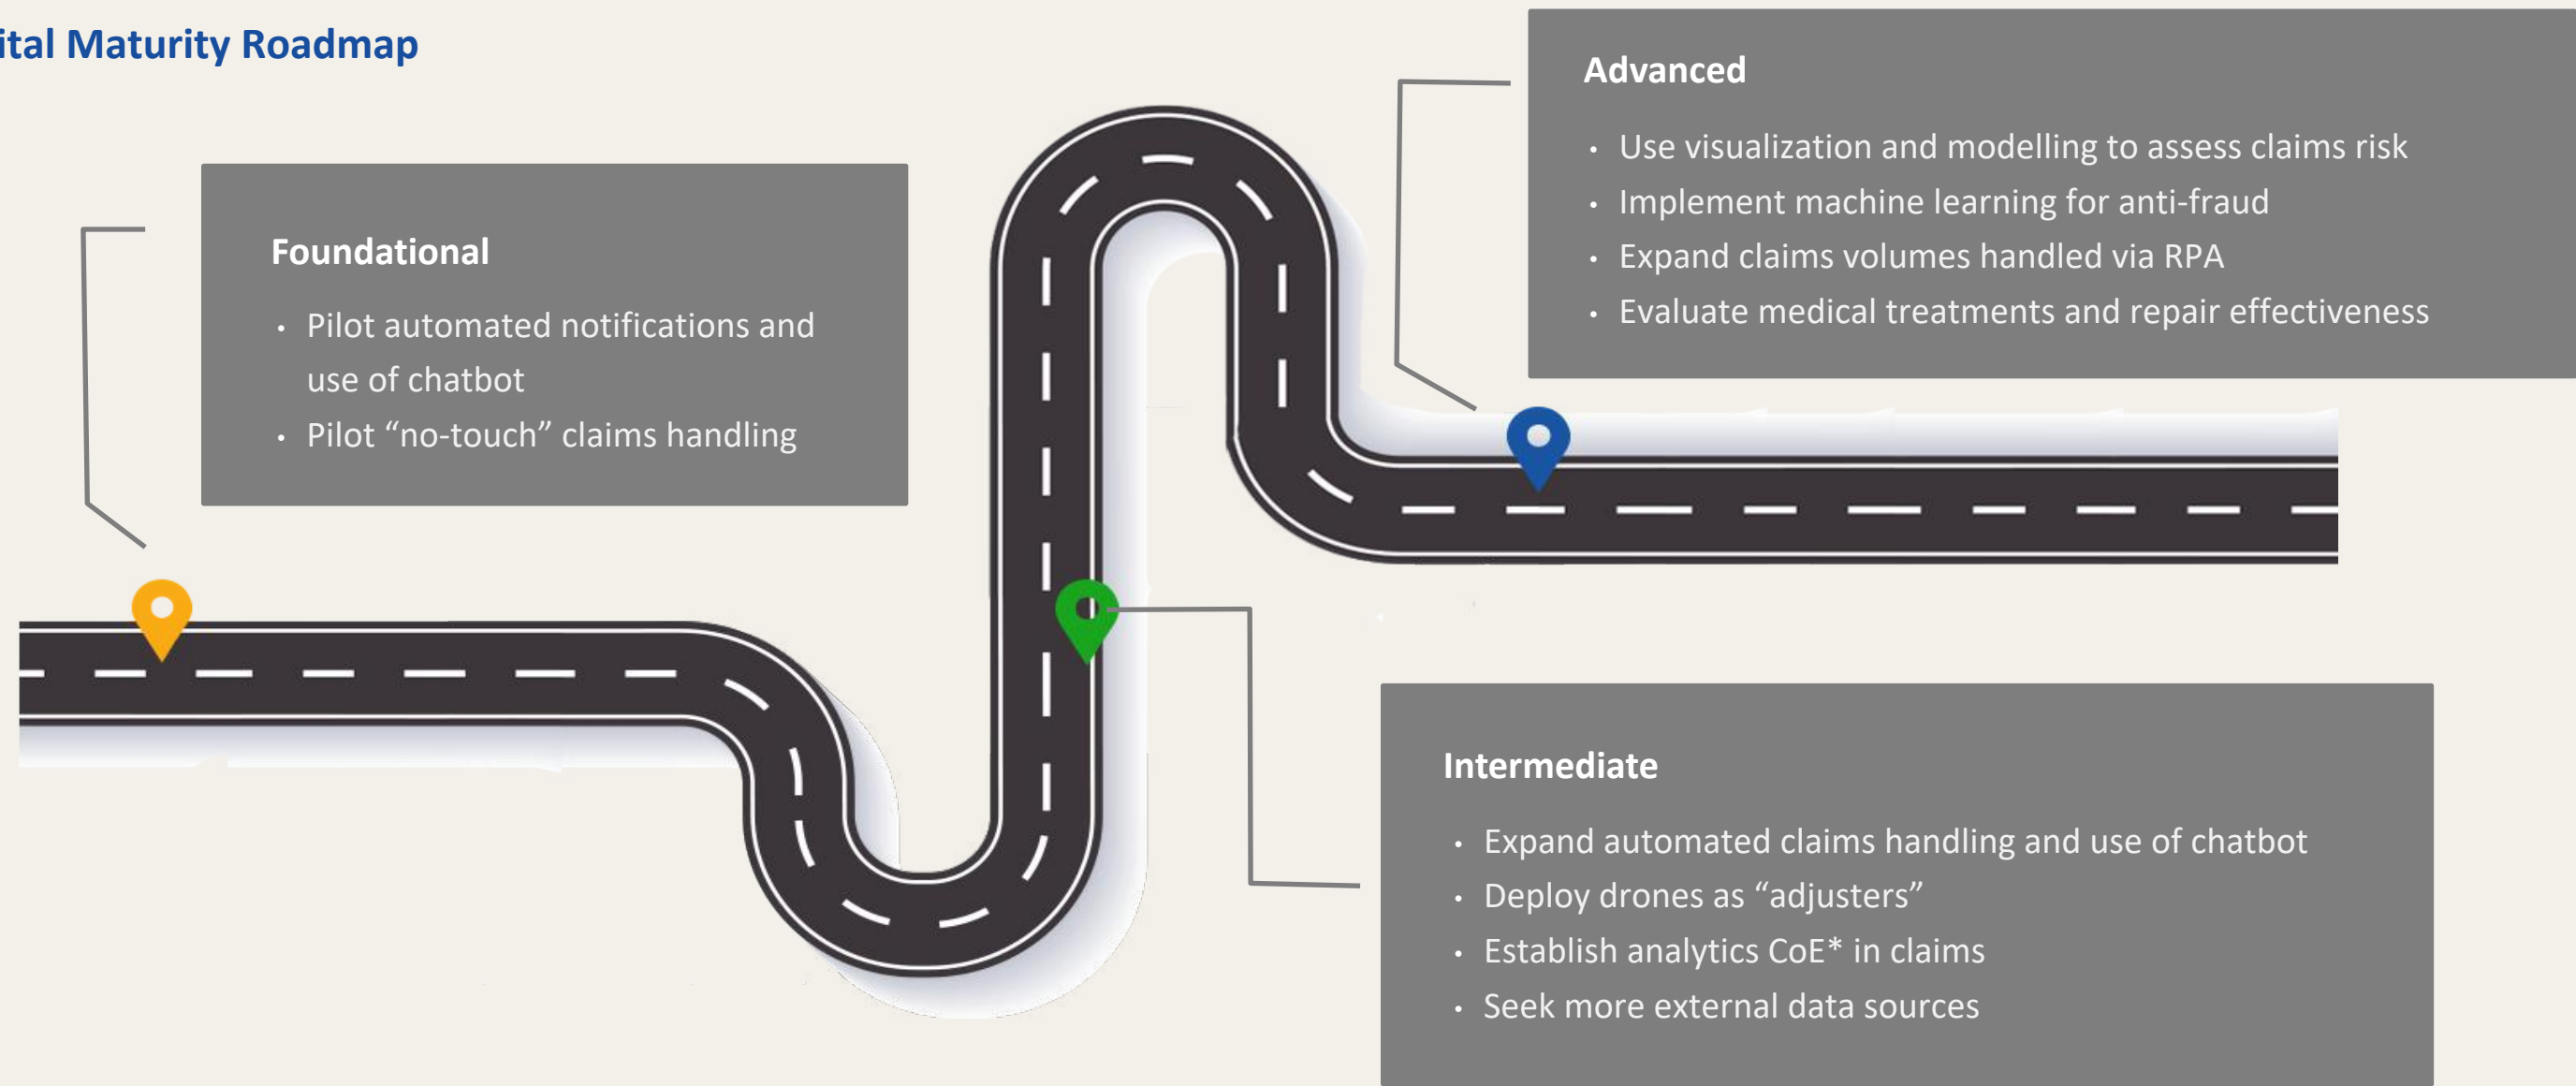 ital Maturity Roadmap
Foundational
• Pilot automated notifications and
use of chatbot
• Pilot “no-touch” claims handling
Advanced
• Use visualization and modelling to assess claims risk
• Implement machine learning for anti-fraud
• Expand claims volumes handled via RPA
• Evaluate medical treatments and repair effectiveness
Intermediate
• Expand automated claims handling and use of chatbot
• Deploy drones as “adjusters”
• Establish analytics CoE* in claims
• Seek more external data sources